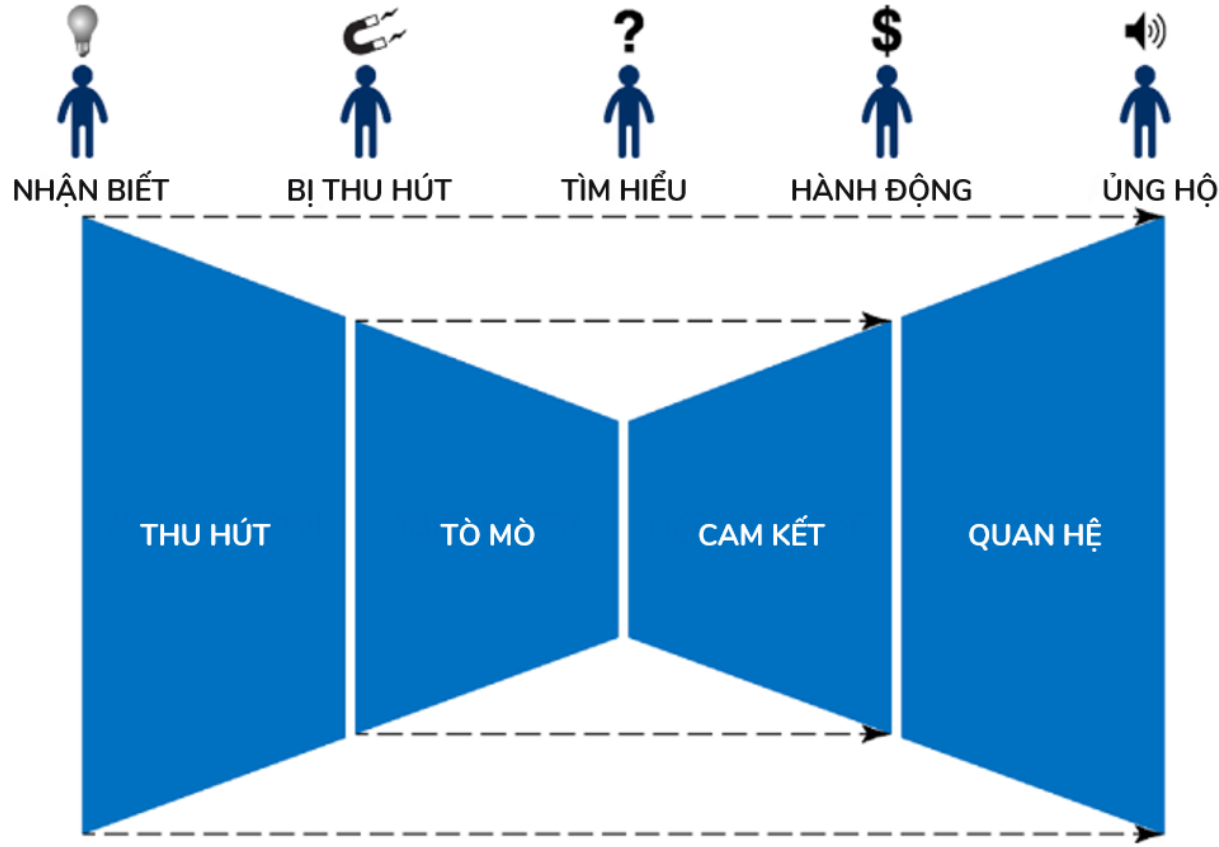 ?
$
NHẬN BIẾT
BỊ THU HÚT
TÌM HIỂU
HÀNH ĐỘNG
ỦNG HỘ
THU HÚT
TÒ MÒ
CAM KẾT
QUAN HỆ